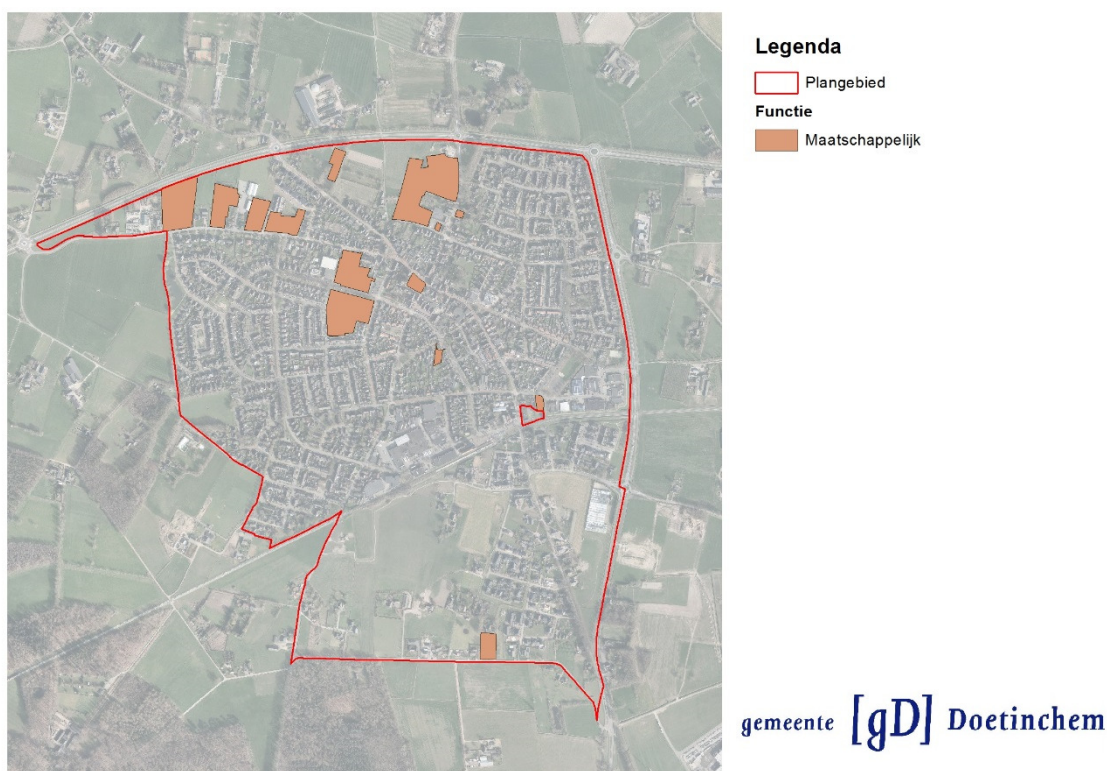 Legenda
Plangebied
Functie
Maatschappelijk
gemeente [gD] Doetinchem